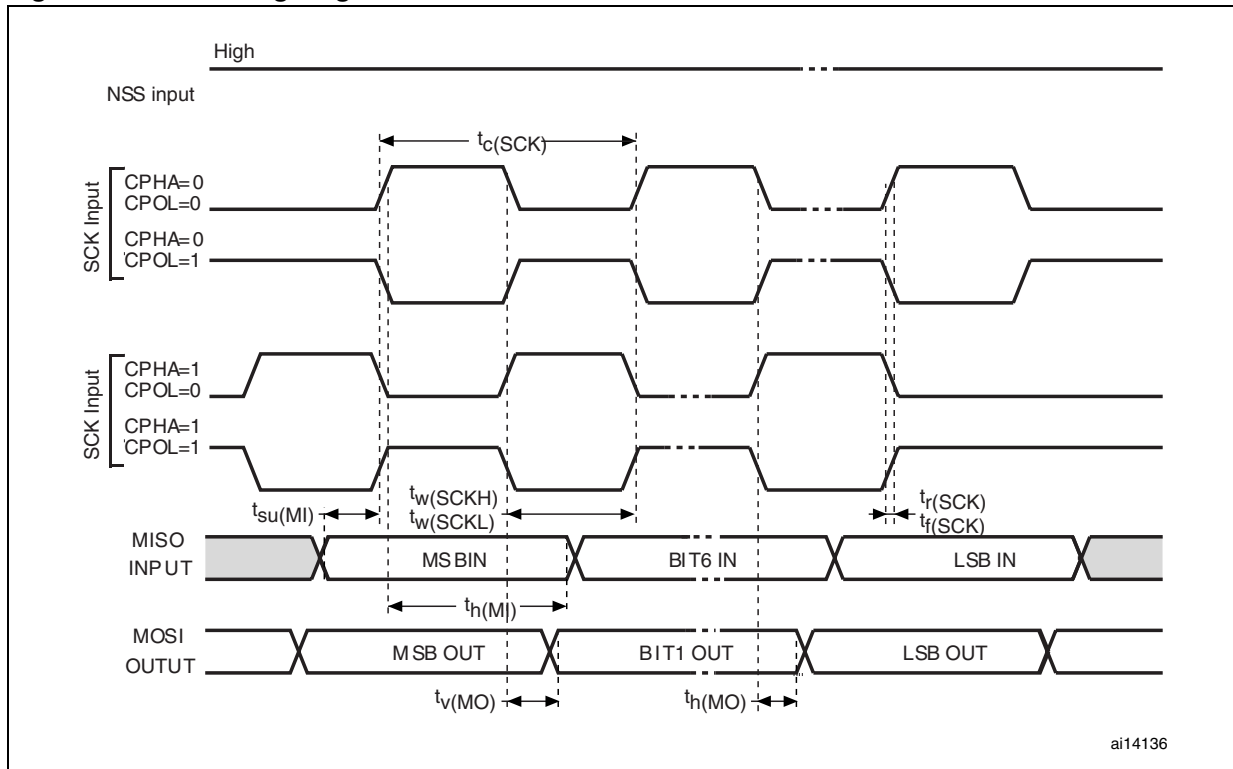 High
NSS input
tc(SCK)
SCK Input
CPHA=0
CPOL=0
CPHA=0
CPOL=1
SCK Input
CPHA=1
CPOL=0
CPHA=1
CPOL=1
tsu(MI)
tw(SCKH)
tw(SCKL)
tr(SCK)
tf(SCK)
MISO
INPUT
MSBIN
BIT6 IN
LSB IN
th(MI)
MOSI
OUTUT
MSB OUT
BIT1 OUT
LSB OUT
tv(MO)
th(MO)
ai14136